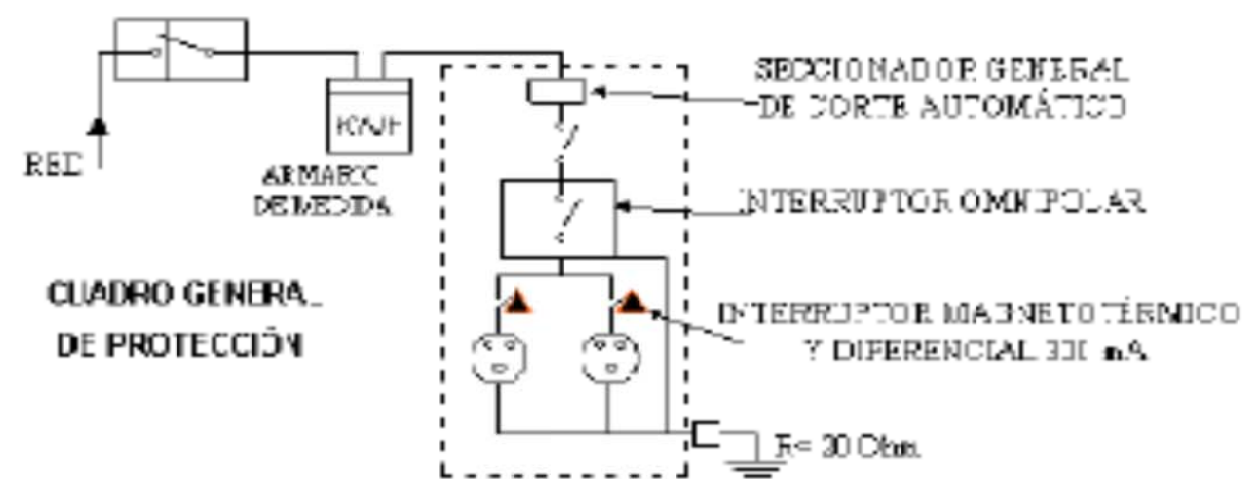 SECCIONADOR GENERAL
DE CORTE AUTOMÁTICO
RED
ARMARIO
DE MEDIDA
INTERRUPTOR OMNIPOLAR
CUADRO GENERAL
DE PROTECCIÓN
INTERRUPTOR MAGNETOTÉRMICO
Y DIFERENCIAL mA
R= Ohm